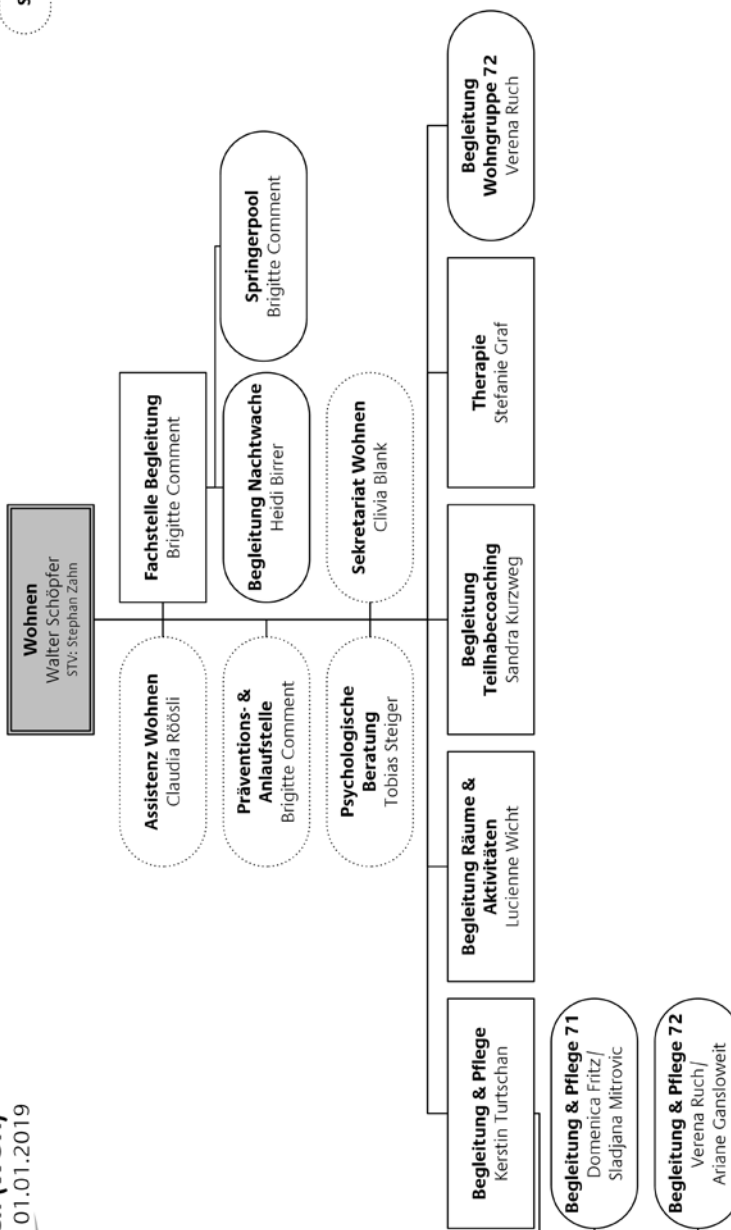 01.01.2019
Wohnen
Walter Schöpfer
STV: Stephan Zahn
Assistenz Wohnen
Claudia Röösli
Fachstelle Begleitung
Brigitte Comment
Präventions- &
Anlaufstelle
Brigitte Comment
Begleitung Nachtwache
Heidi Birrer
Springerpool
Brigitte Comment
Psychologische
Beratung
Tobias Steiger
Sekretariat Wohnen
Clivia Blank
Begleitung & Pflege
Kerstin Turtschan
Begleitung Räume &
Aktivitäten
Lucienne Wicht
Begleitung
Teilhabecoaching
Sandra Kurzweg
Therapie
Stefanie Graf
Begleitung
Wohngruppe 72
Verena Ruch
Begleitung & Pflege 71
Domenica Fritz/
Sladjana Mitrovic
Begleitung & Pflege 72
Verena Ruch/
Ariane Gansloweit